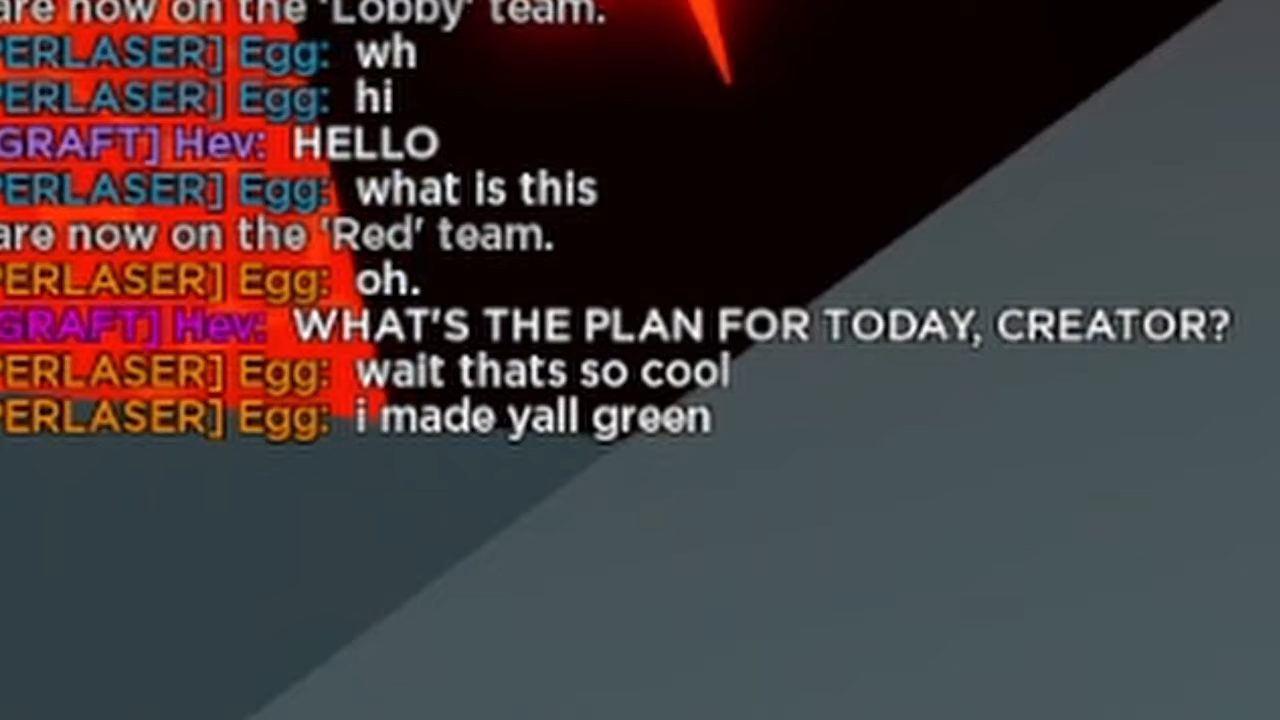 are now on the 'Lobby' team.
PERLASER] Egg: wh
PERLASER] Egg: hi
GRAFT] Hev: HELLO
PERLASER] Egg: what is this
are now on the 'Red' team.
PERLASER] Egg: oh.
GRAFT] Hev: WHAT'S THE PLAN FOR TODAY, CREATOR?
PERLASER] Egg: wait thats so cool
PERLASER] Egg: i made yall green